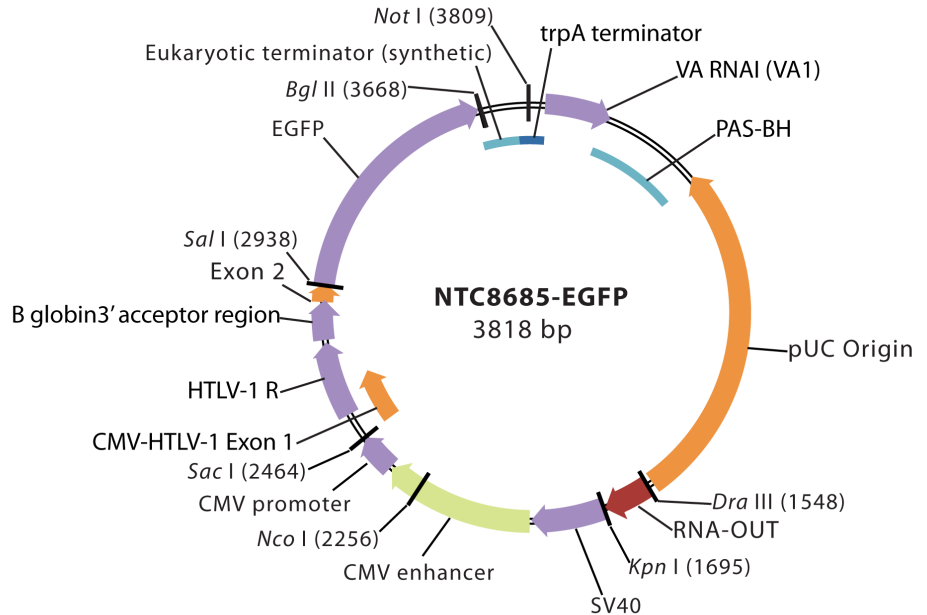 Not I (3809)
trpA terminator
Eukaryotic terminator (synthetic)
VA RNAI (VA1)
Bgl II (3668)
EGFP
PAS-BH
Sal I (2938)
Exon 2
B globin3' acceptor region
NTC8685-EGFP
3818 bp
pUC Origin
HTLV-1 R
CMV-HTLV-1 Exon 1
Sac I (2464)
CMV promoter
Dra III (1548)
RNA-OUT
Nco I (2256)
Kpn I (1695)
CMV enhancer
SV40